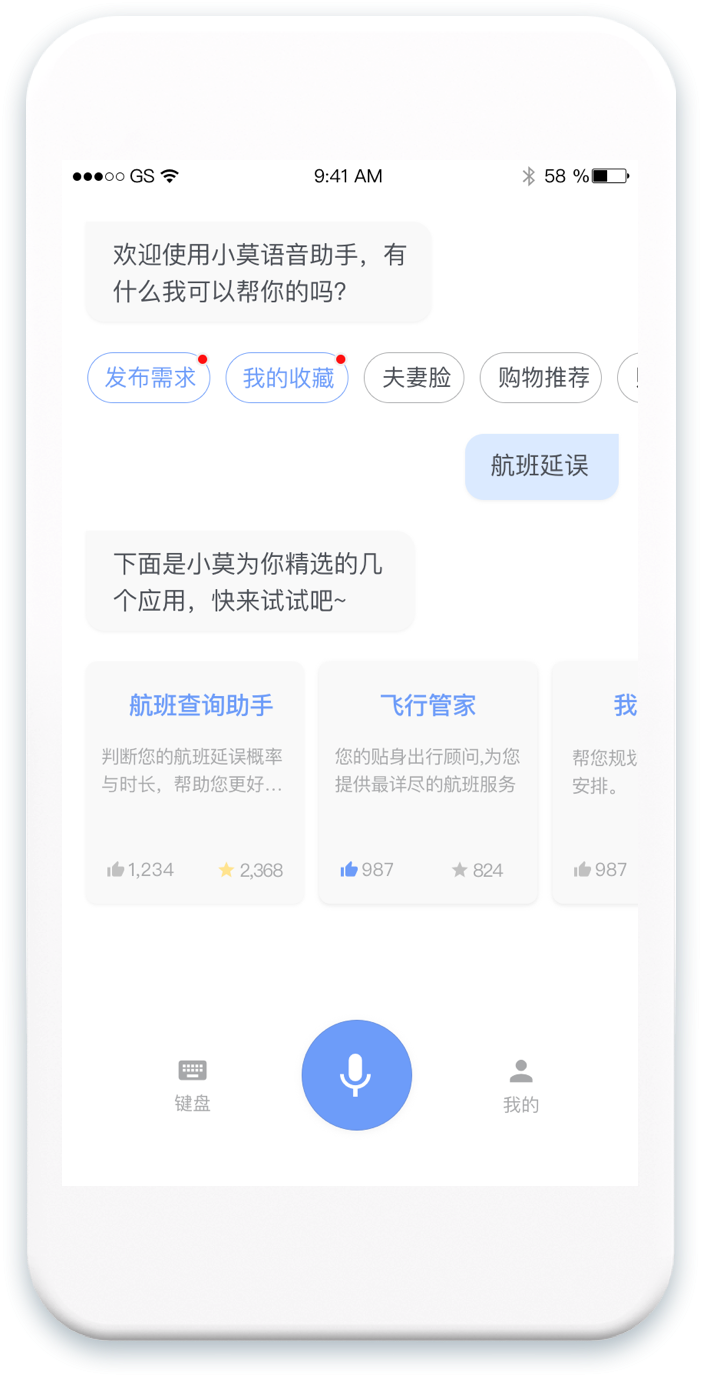 GS 9:41 AM 58 %
欢迎使用小莫语音助手，有
什么我可以帮你的吗?
发布需求 我的收藏 夫妻脸 购物推荐
航班延误
下面是小莫为你精选的几
个应用，快来试试吧~
航班查询助手 飞行管家 我
判断您的航班延误概率 您的贴身出行顾问,为您 帮您规划
与时长，帮助您更好… 提供最详尽的航班服务 安排。
1,234 2,368 987 824 987
键盘 我的